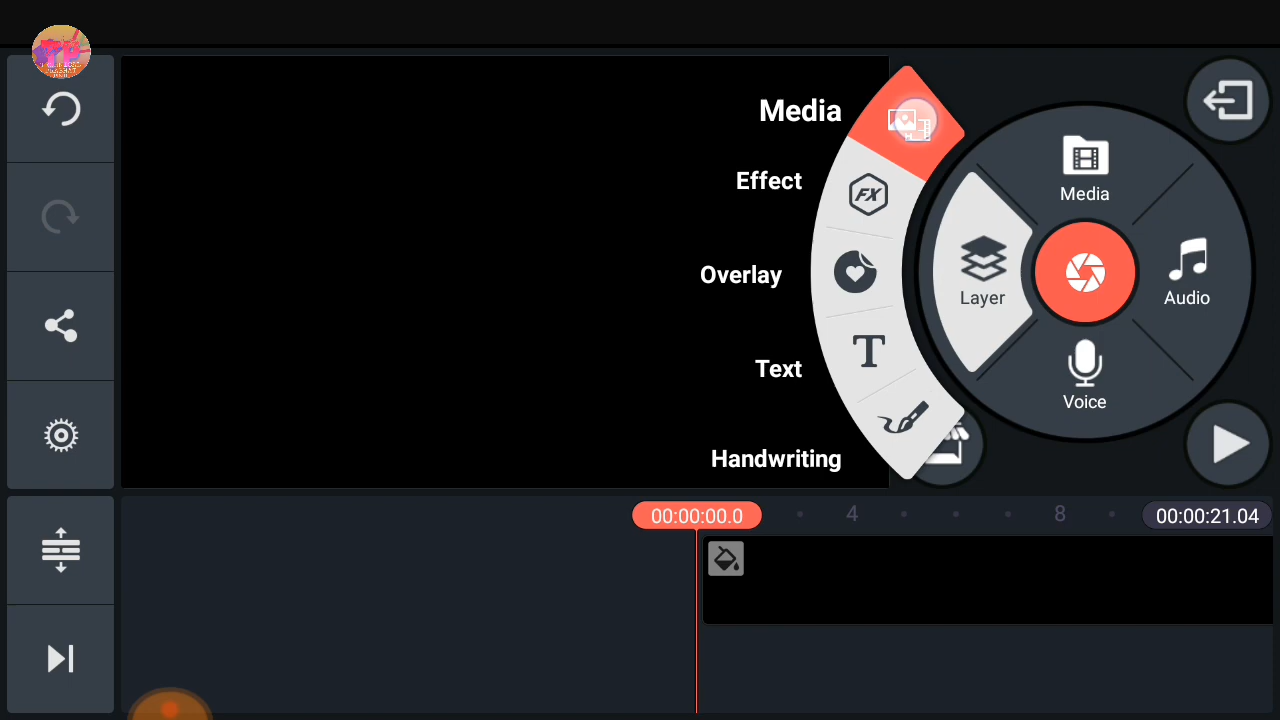 Media
Effect
Overlay
Text
Handwriting
FX
T
Media
Layer
Audio
Voice
00:00:00.0
4
8
00:00:21.04